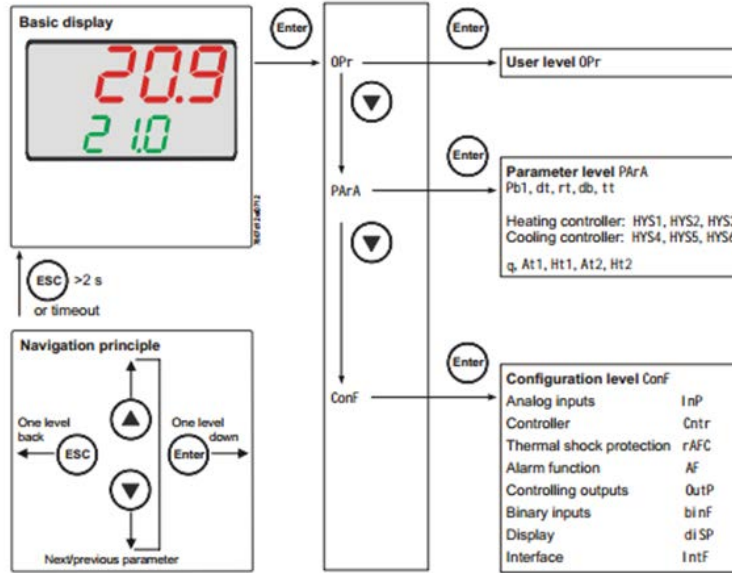 Basic display
20.9
21.0
ESC >2 s
or timeout
Navigation principle
One level back
ESC
One level down
Enter
Next/previous parameter
Enter
OPr
PArA
ConF
Enter
User level OPr
Enter
Parameter level PArA
Pb1, dt, rt, db, tt
Heating controller: HYS1, HYS2, HYS3
Cooling controller: HYS4, HYS5, HYS6
q, At1, Ht1, At2, Ht2
Enter
Configuration level ConF
Analog inputs InP
Controller Cntr
Thermal shock protection rAFC
Alarm function AF
Controlling outputs OutP
Binary inputs binF
Display diSP
Interface IntF